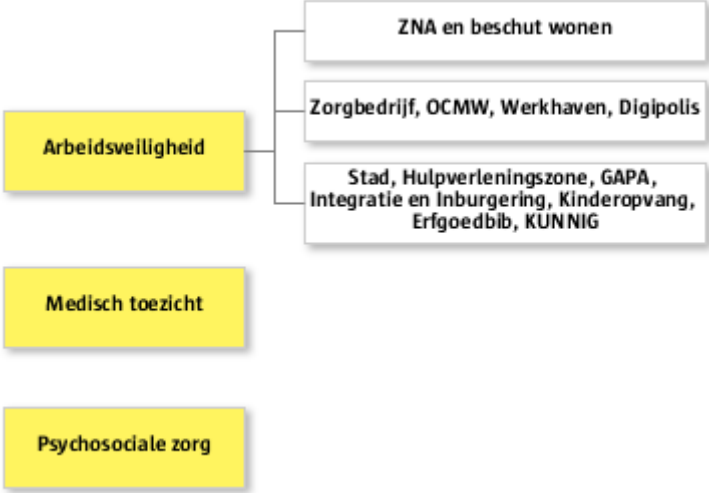 ZNA en beschut wonen
Zorgbedrijf, OCMW, Werkhaven, Digipolis
Arbeidsveiligheid
Stad, Hulpverleningszone, GAPA,
Integratie en Inburgering, Kinderopvang,
Erfgoedbib, KUNNIG
Medisch toezicht
Psychosociale zorg